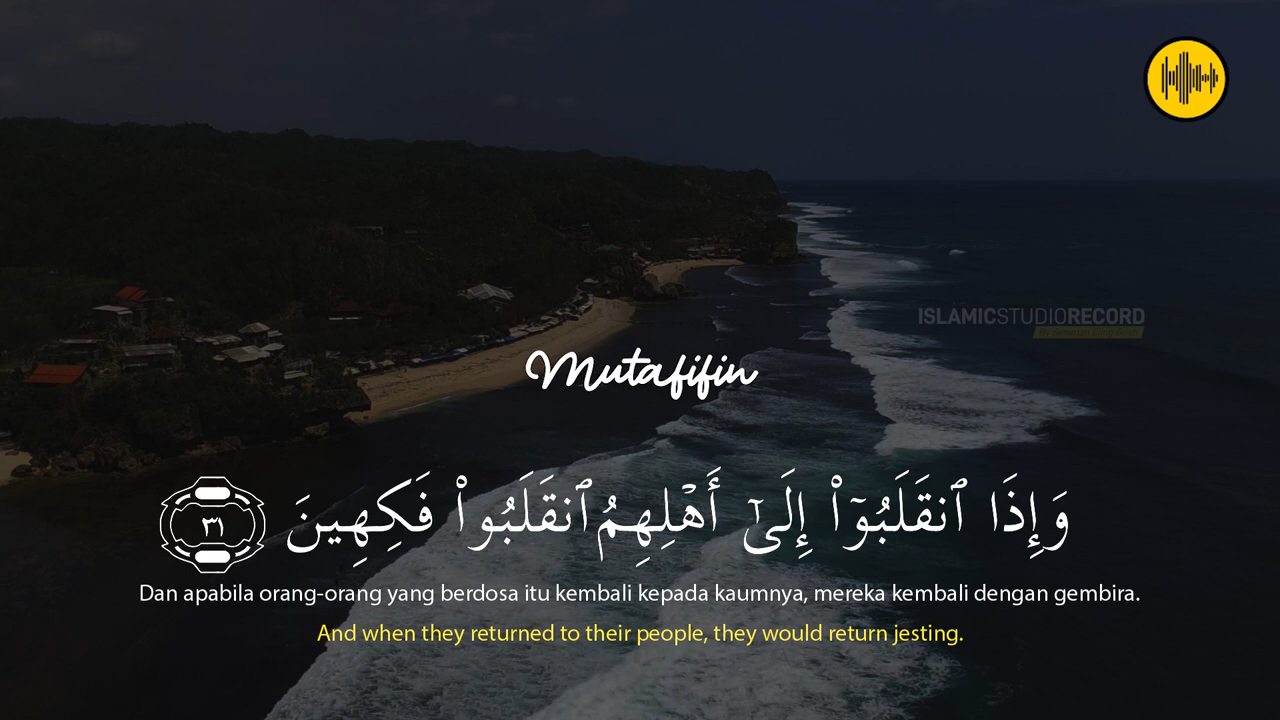 ISLAMICSTUDIORECORD
Mutafifin
وَإِذَا ٱنقَلَبُوٓا۟ إِلَىٰٓ أَهْلِهِمُ ٱنقَلَبُوا۟ فَكِهِينَ ٣١
Dan apabila orang-orang yang berdosa itu kembali kepada kaumnya, mereka kembali dengan gembira.
And when they returned to their people, they would return jesting.